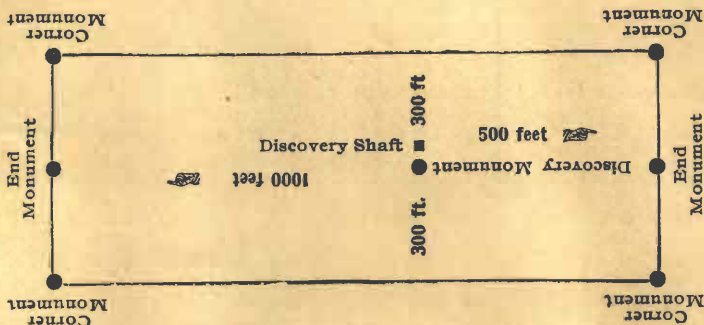 Corner
Monument
Corner
Monument
300 ft
500 feet
Discovery Shaft
End
Monument
Discovery Monument
End
Monument
1000 feet
300 ft.
Corner
Monument
Corner
Monument